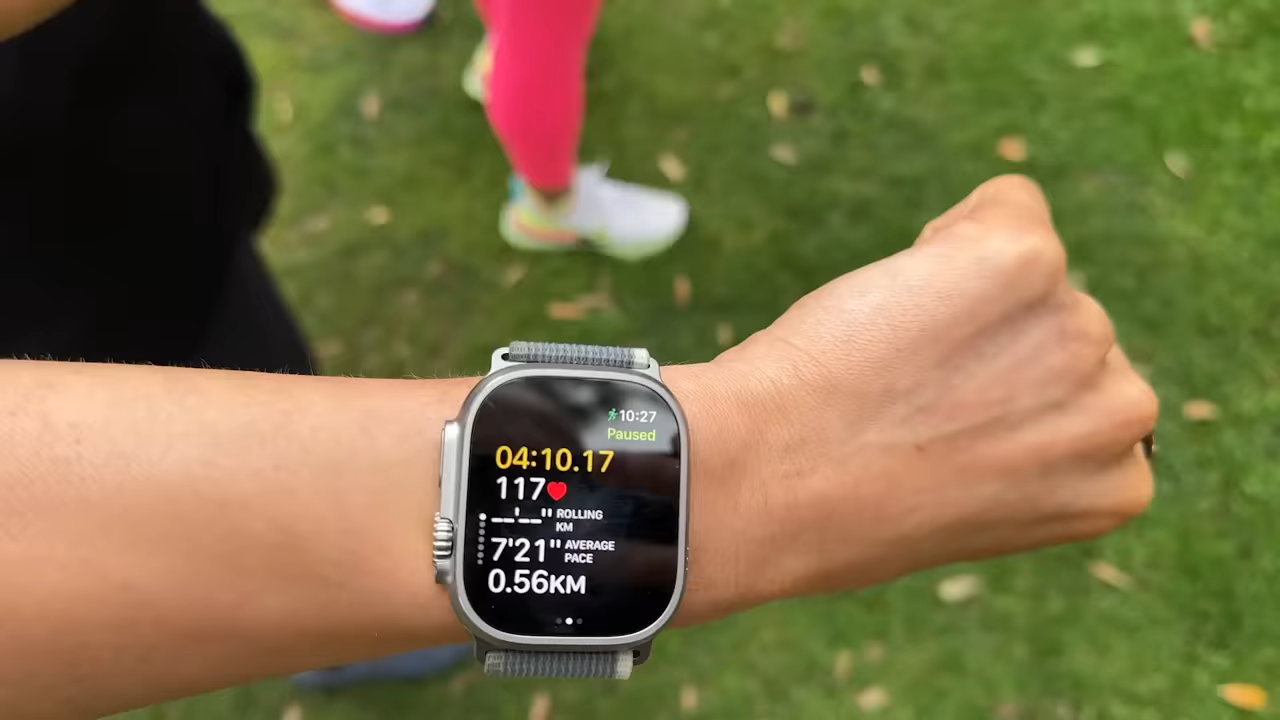 10:27
Paused
04:10.17
117
--'--" ROLLING
KM
7'21" AVERAGE
PACE
0.56KM